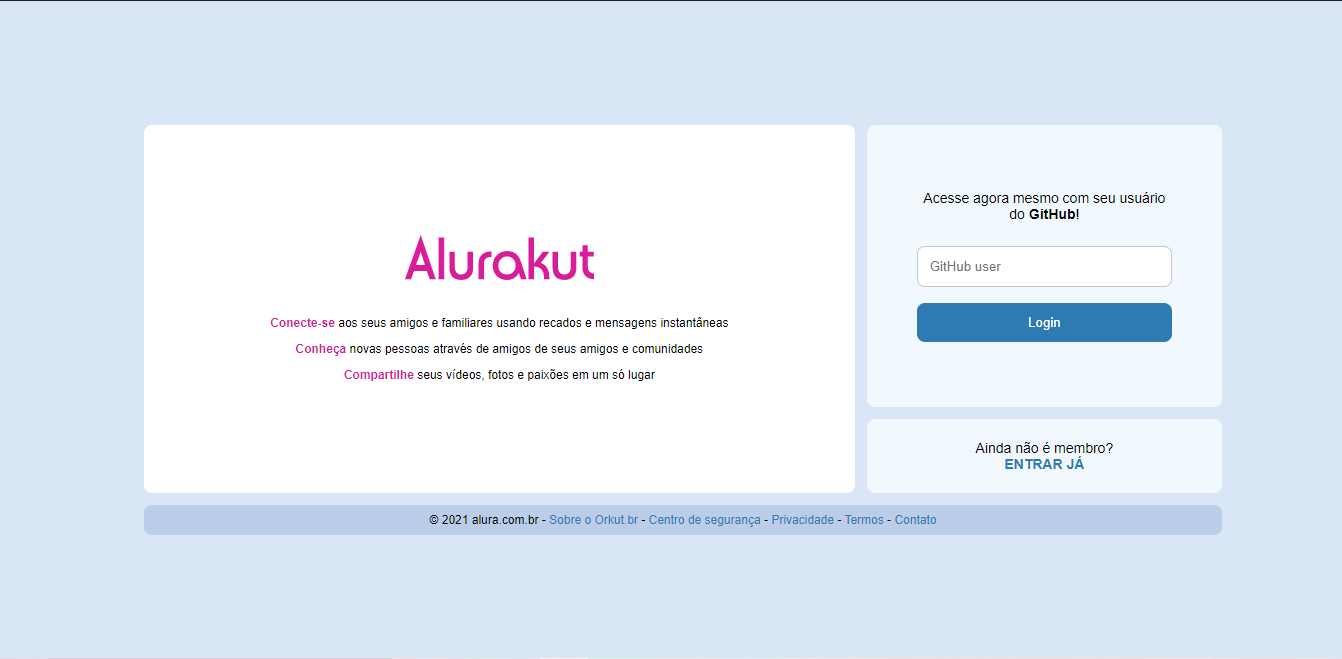 Alurakut
Conecte-se aos seus amigos e familiares usando recados e mensagens instantâneas
Conheça novas pessoas através de amigos de seus amigos e comunidades
Compartilhe seus vídeos, fotos e paixões em um só lugar
Acesse agora mesmo com seu usuário
do GitHub!
GitHub user
Login
Ainda não é membro?
ENTRAR JÁ
© 2021 alura.com.br - Sobre o Orkut.br - Centro de segurança - Privacidade - Termos - Contato